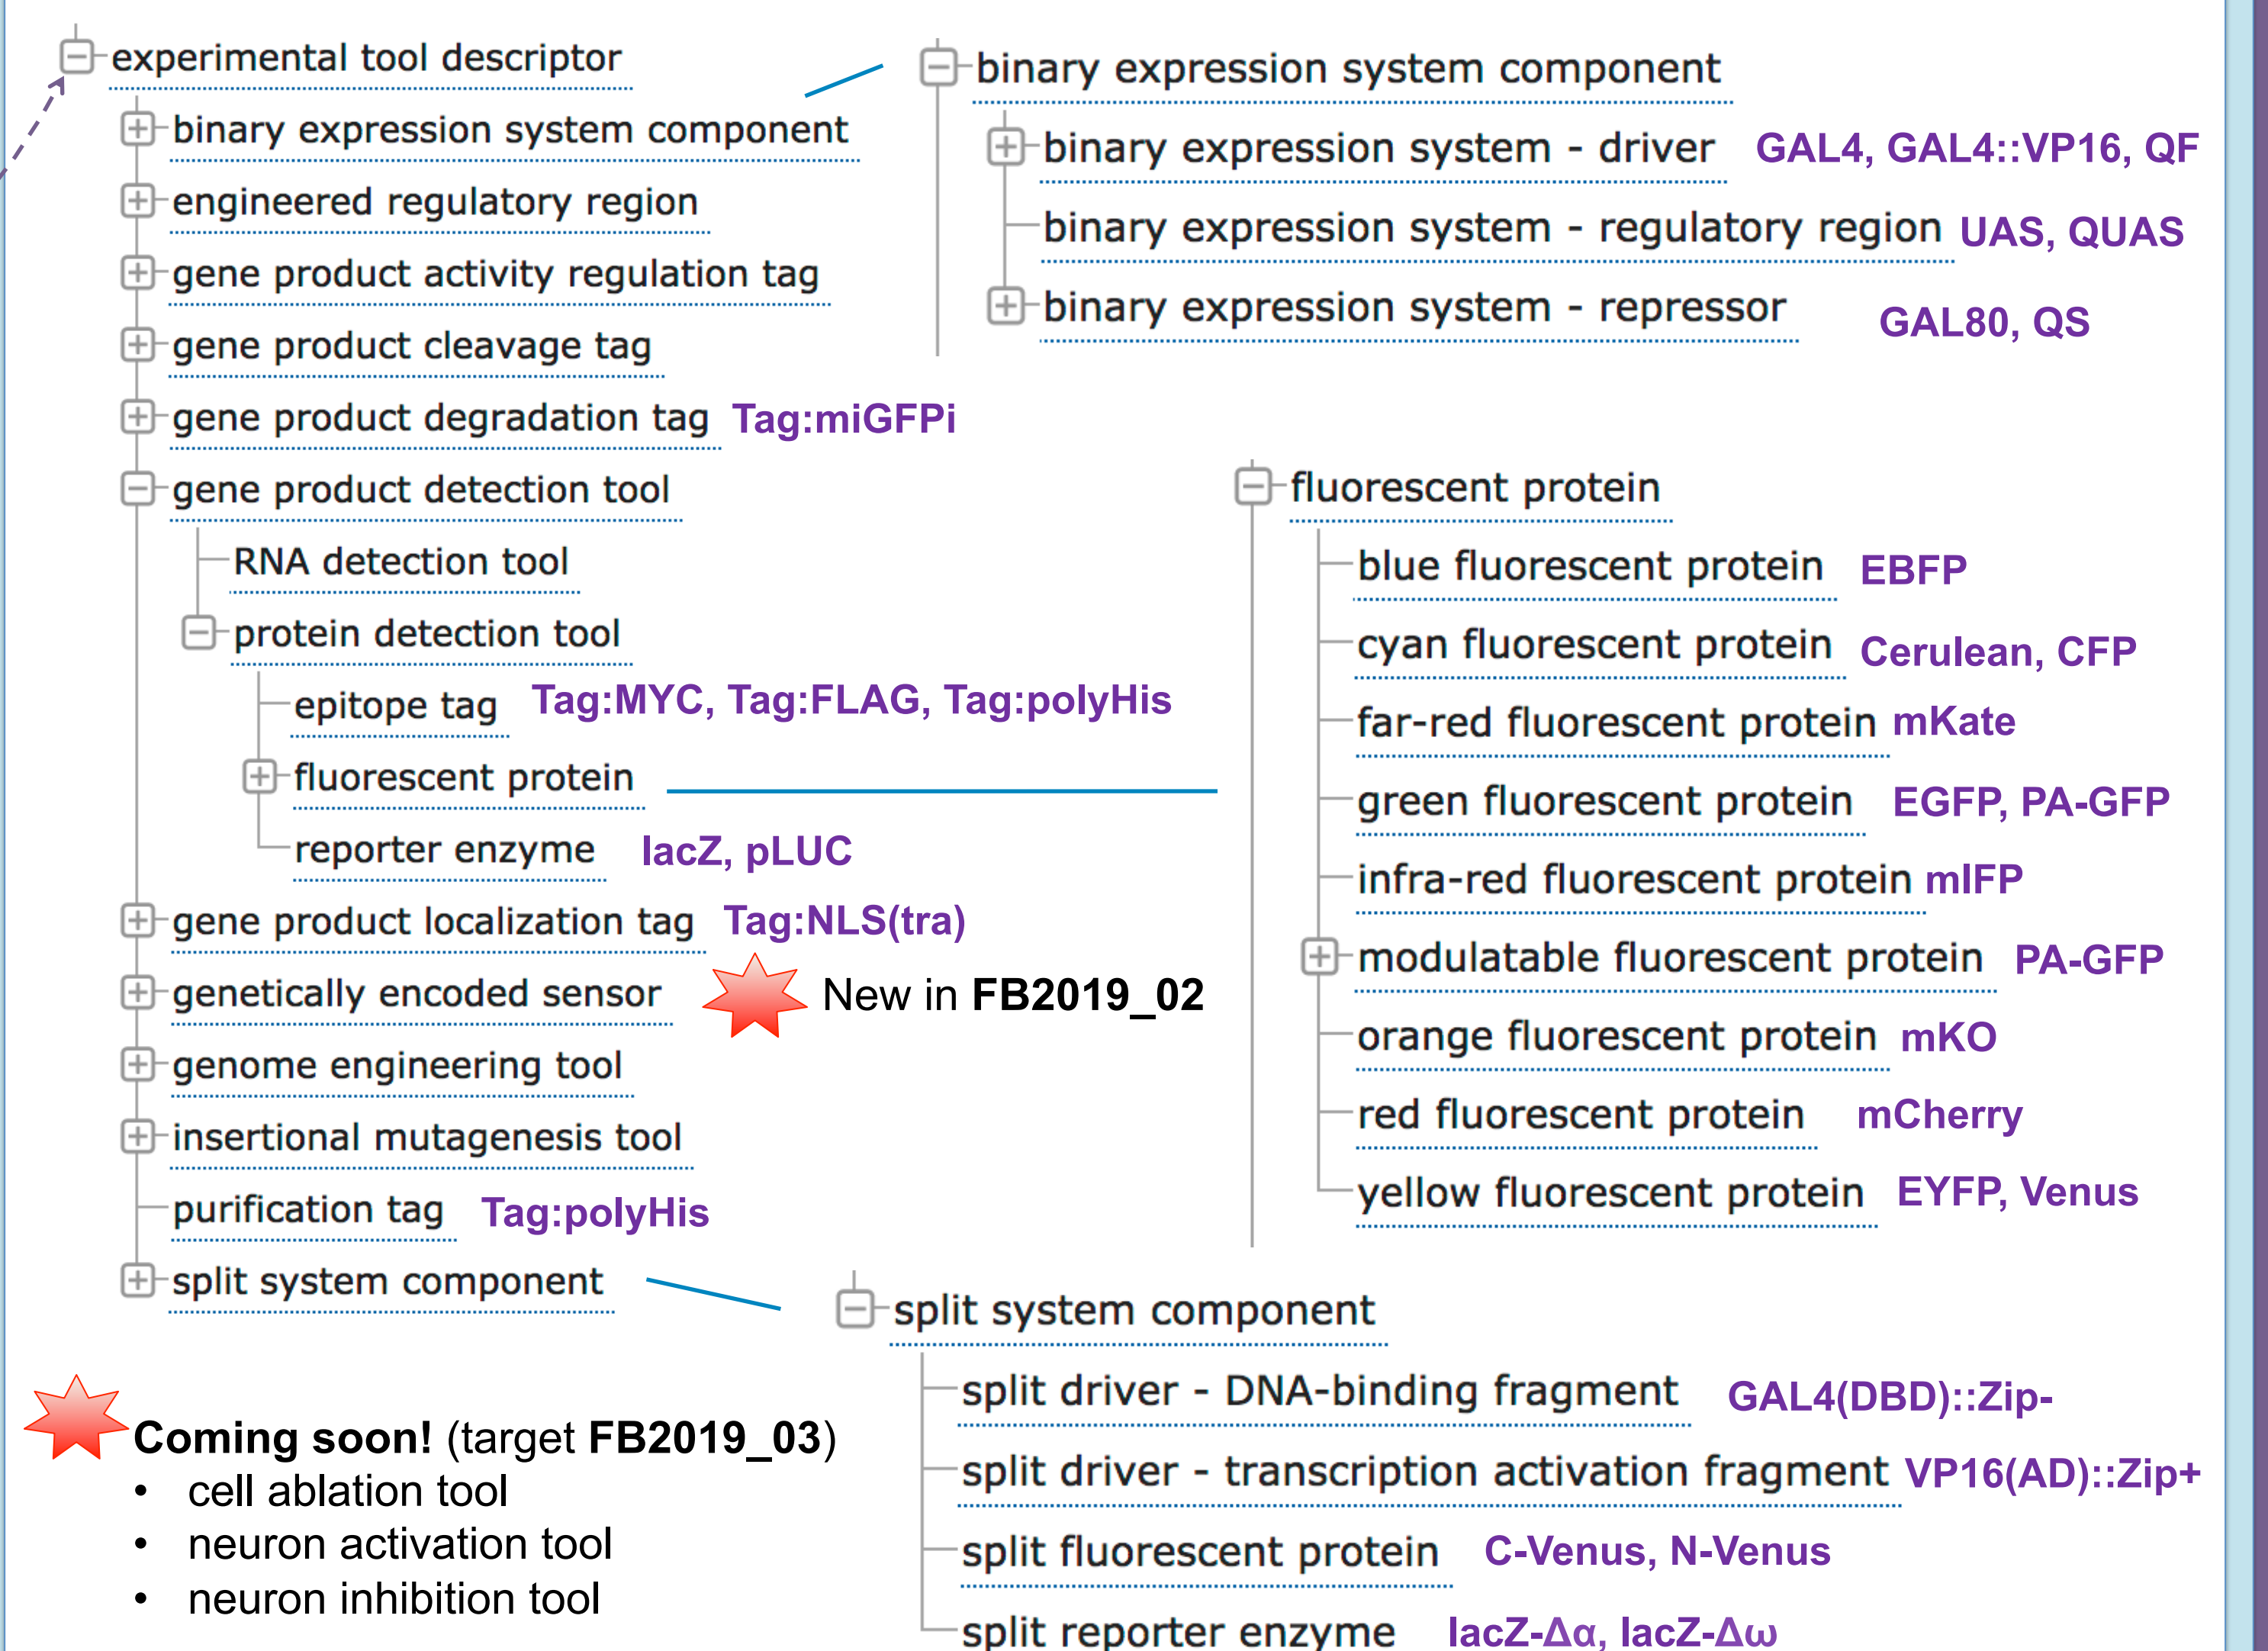 experimental tool descriptor
binary expression system component
engineered regulatory region
gene product activity regulation tag
gene product cleavage tag
gene product degradation tag Tag:miGFPi
gene product detection tool
RNA detection tool
protein detection tool
epitope tag Tag:MYC, Tag:FLAG, Tag:polyHis
fluorescent protein
reporter enzyme lacZ, pLUC
gene product localization tag Tag:NLS(tra)
genetically encoded sensor New in FB2019_02
genome engineering tool
insertional mutagenesis tool
purification tag Tag:polyHis
split system component
binary expression system component
binary expression system - driver GAL4, GAL4::VP16, QF
binary expression system - regulatory region UAS, QUAS
binary expression system - repressor GAL80, QS
fluorescent protein
blue fluorescent protein EBFP
cyan fluorescent protein Cerulean, CFP
far-red fluorescent protein mKate
green fluorescent protein EGFP, PA-GFP
infra-red fluorescent protein mIFP
modulatable fluorescent protein PA-GFP
orange fluorescent protein mKO
red fluorescent protein mCherry
yellow fluorescent protein EYFP, Venus
split system component
split driver - DNA-binding fragment GAL4(DBD)::Zip-
split driver - transcription activation fragment VP16(AD)::Zip+
split fluorescent protein C-Venus, N-Venus
split reporter enzyme lacZ-Δα, lacZ-Δω
Coming soon! (target FB2019_03)
• cell ablation tool
• neuron activation tool
• neuron inhibition tool